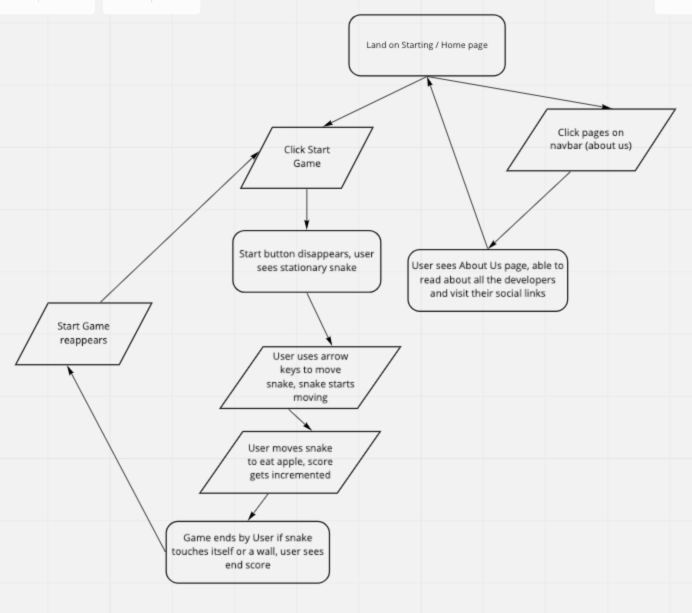 Land on Starting / Home page
Click Start
Game
Click pages on
navbar (about us)
Start button disappears, user
sees stationary snake
User sees About Us page, able to
read about all the developers
and visit their social links
Start Game
reappears
User uses arrow
keys to move
snake, snake starts
moving
User moves snake
to eat apple, score
gets incremented
Game ends by User if snake
touches itself or a wall, user sees
end score